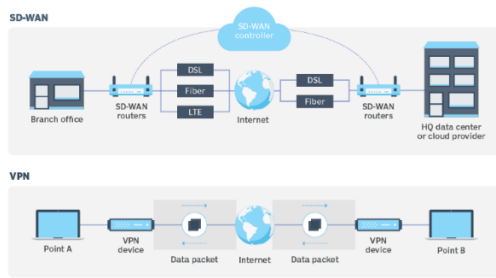 SD-WAN
SD-WAN
controller
DSL
Fiber
LTE
DSL
Fiber
Branch office
SD-WAN
routers
Internet
SD-WAN
routers
HQ data center
or cloud provider
VPN
Point A
VPN
device
Data packet
Internet
Data packet
VPN
device
Point B